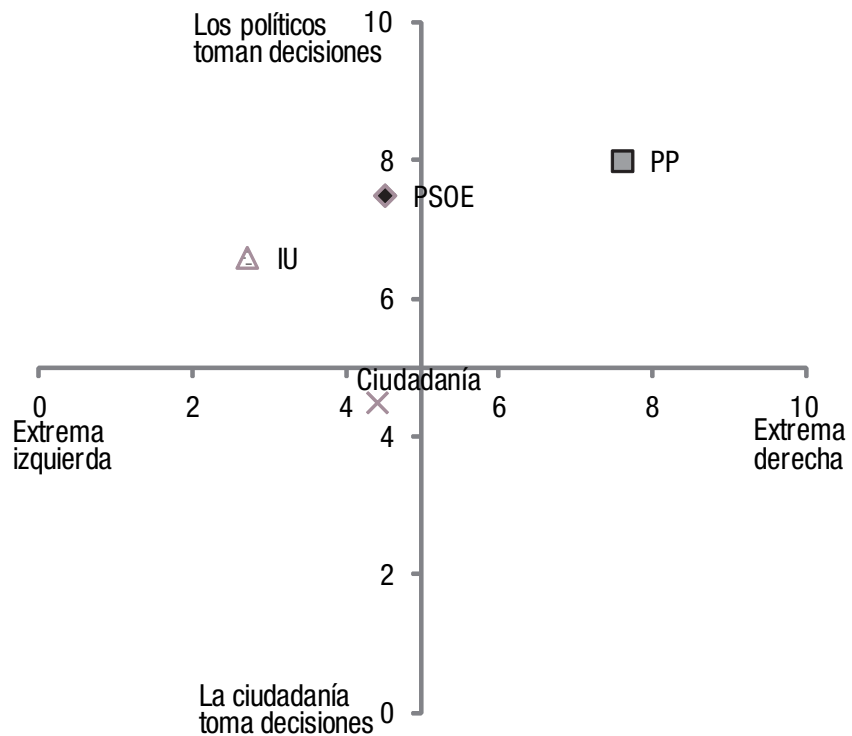 Los políticos
toman decisiones
10
8
PP
PSOE
IU
6
Ciudadanía
0
2
4
6
8
10
Extrema
izquierda
4
Extrema
derecha
2
La ciudadanía
toma decisiones
0